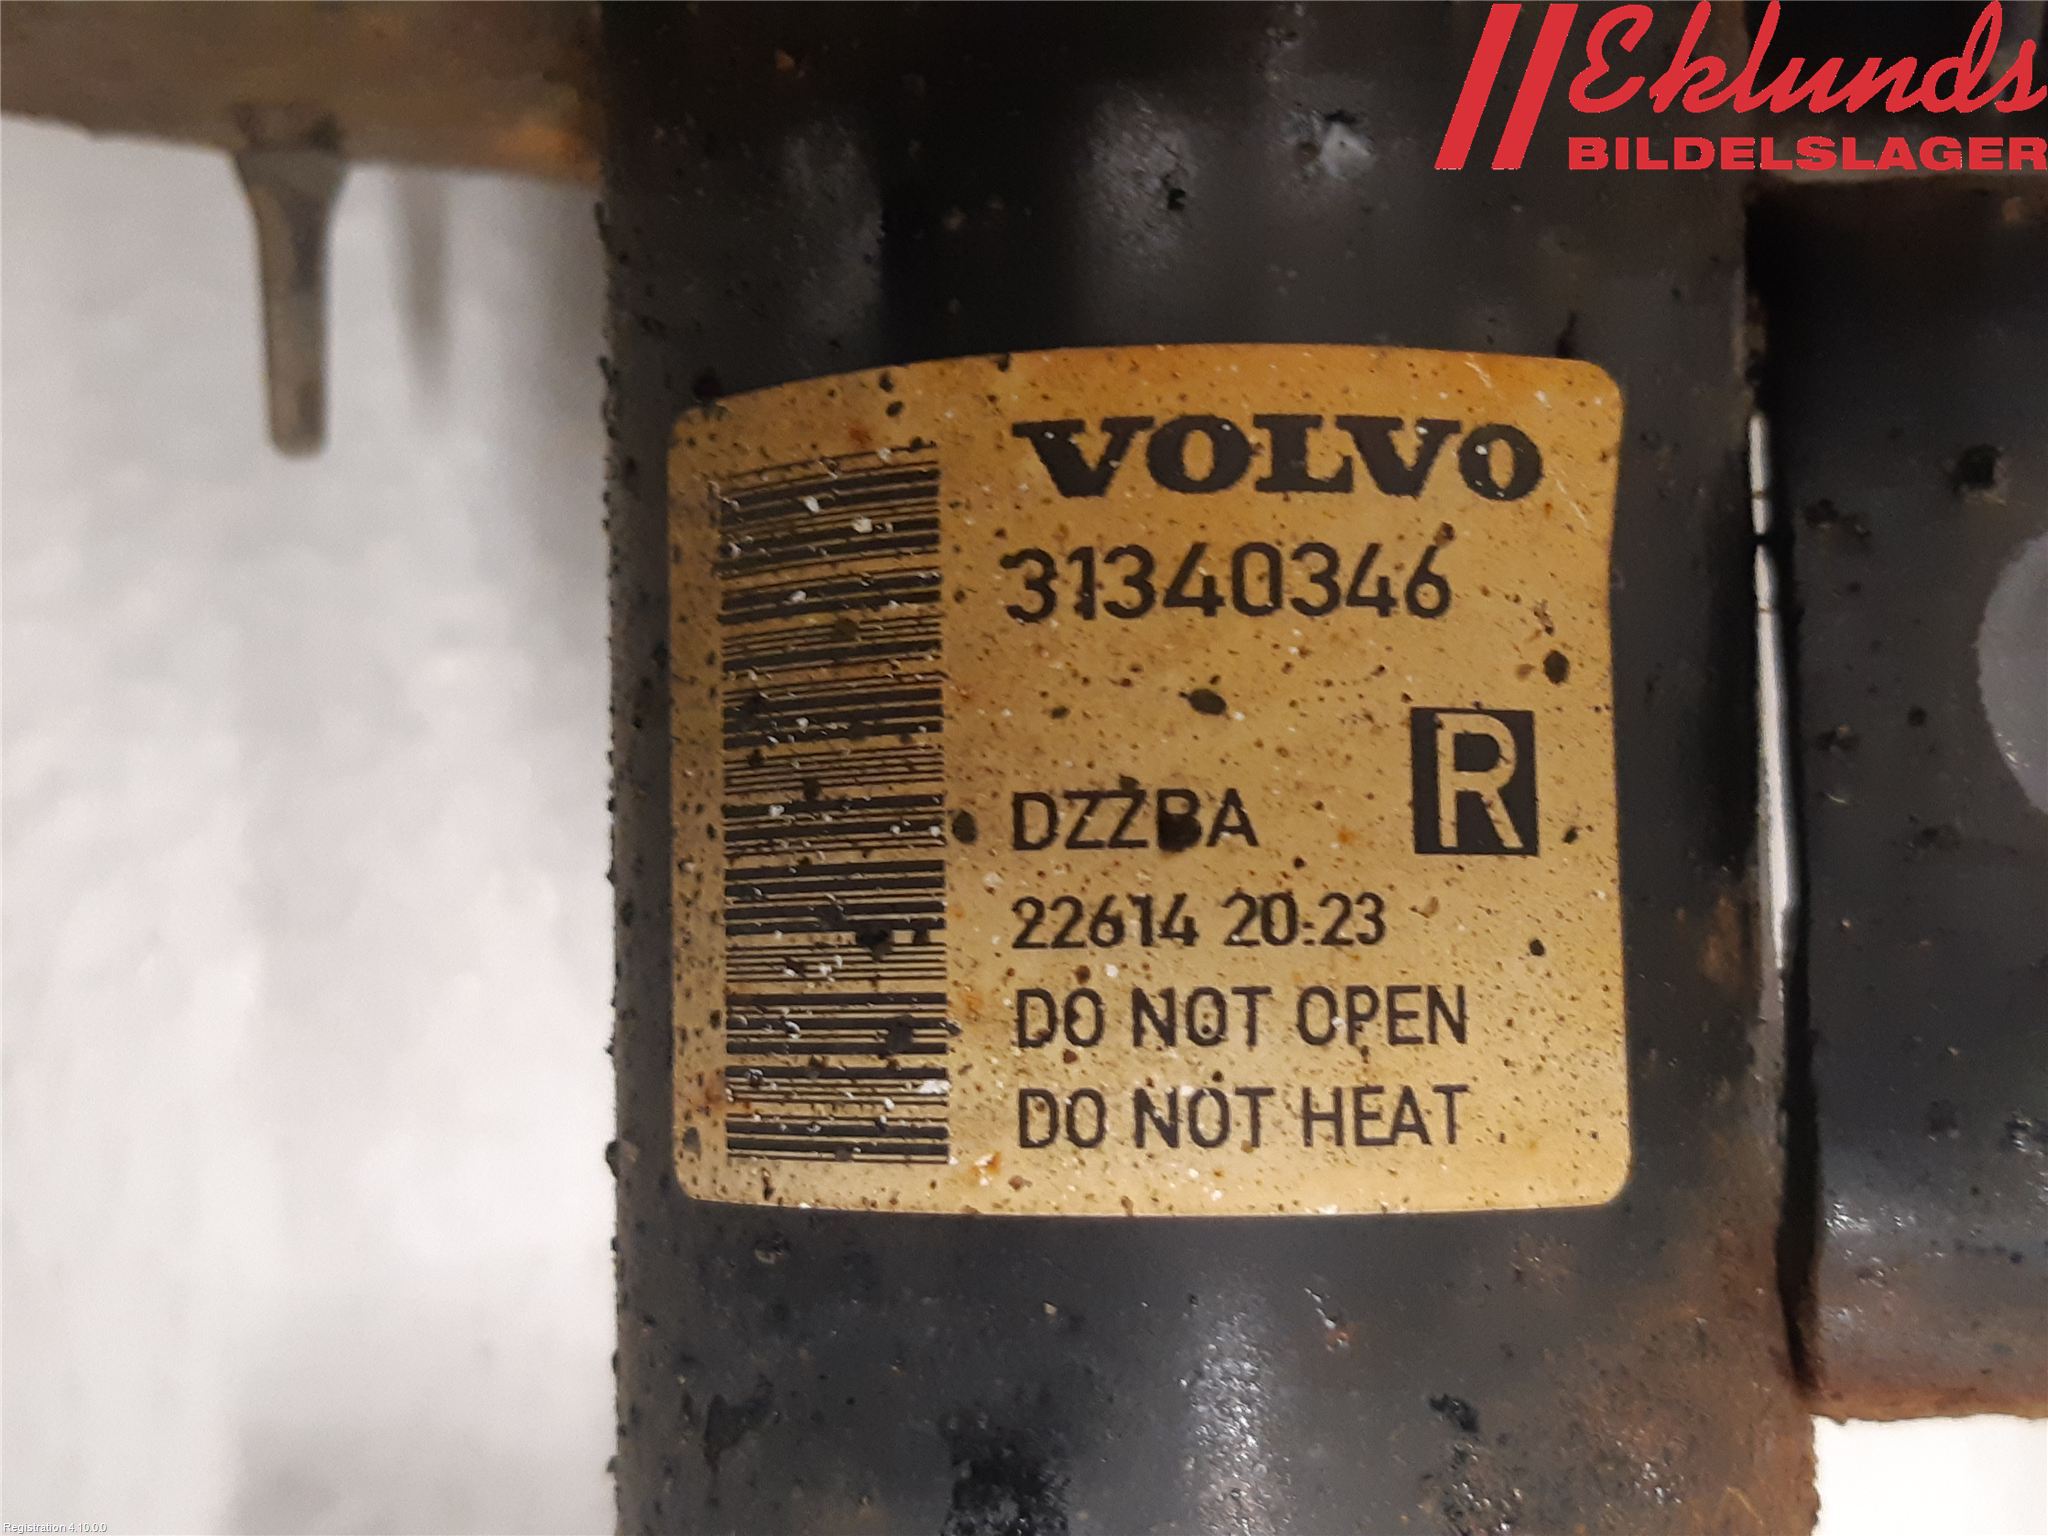 Eklunds
BILDELSLAGER
VOLVO
31340346
R
DZZBA
22614 20:23
DO NOT OPEN
DO NOT HEAT
Registration 4.10.0.0